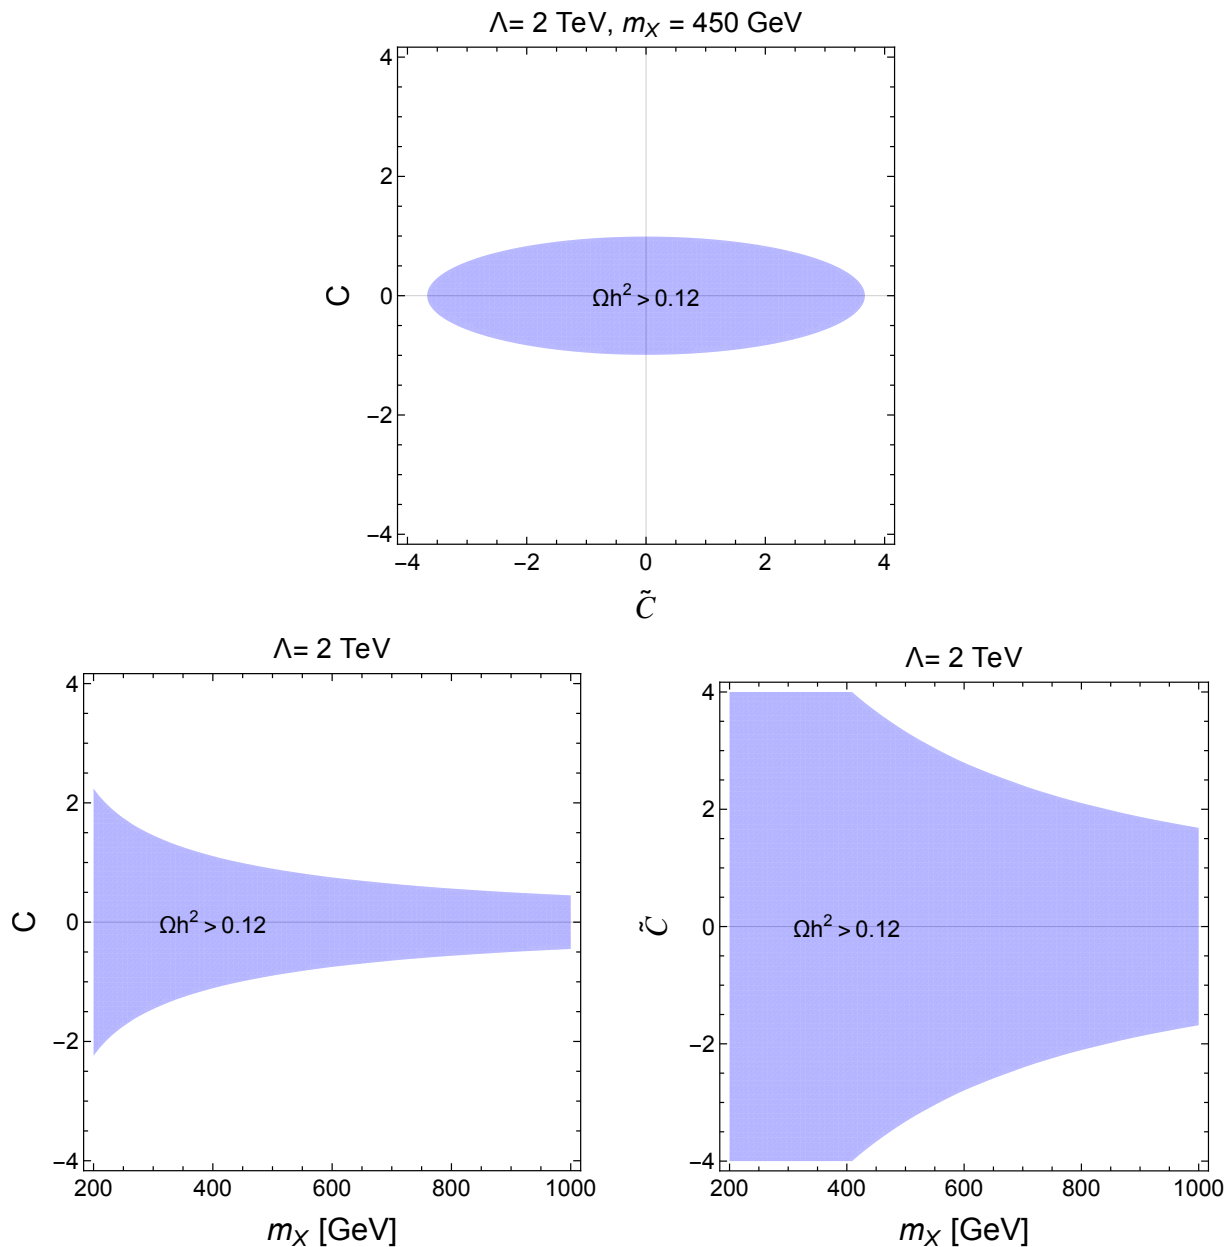 Λ= 2 TeV, m_X = 450 GeV
4
2
C
0
Ωh² > 0.12
−2
−4
−4 −2 0 2 4
C̃
Λ= 2 TeV
4
2
C
0
Ωh² > 0.12
−2
−4
200 400 600 800 1000
m_X [GeV]
Λ= 2 TeV
4
2
C̃
0
Ωh² > 0.12
−2
−4
200 400 600 800 1000
m_X [GeV]